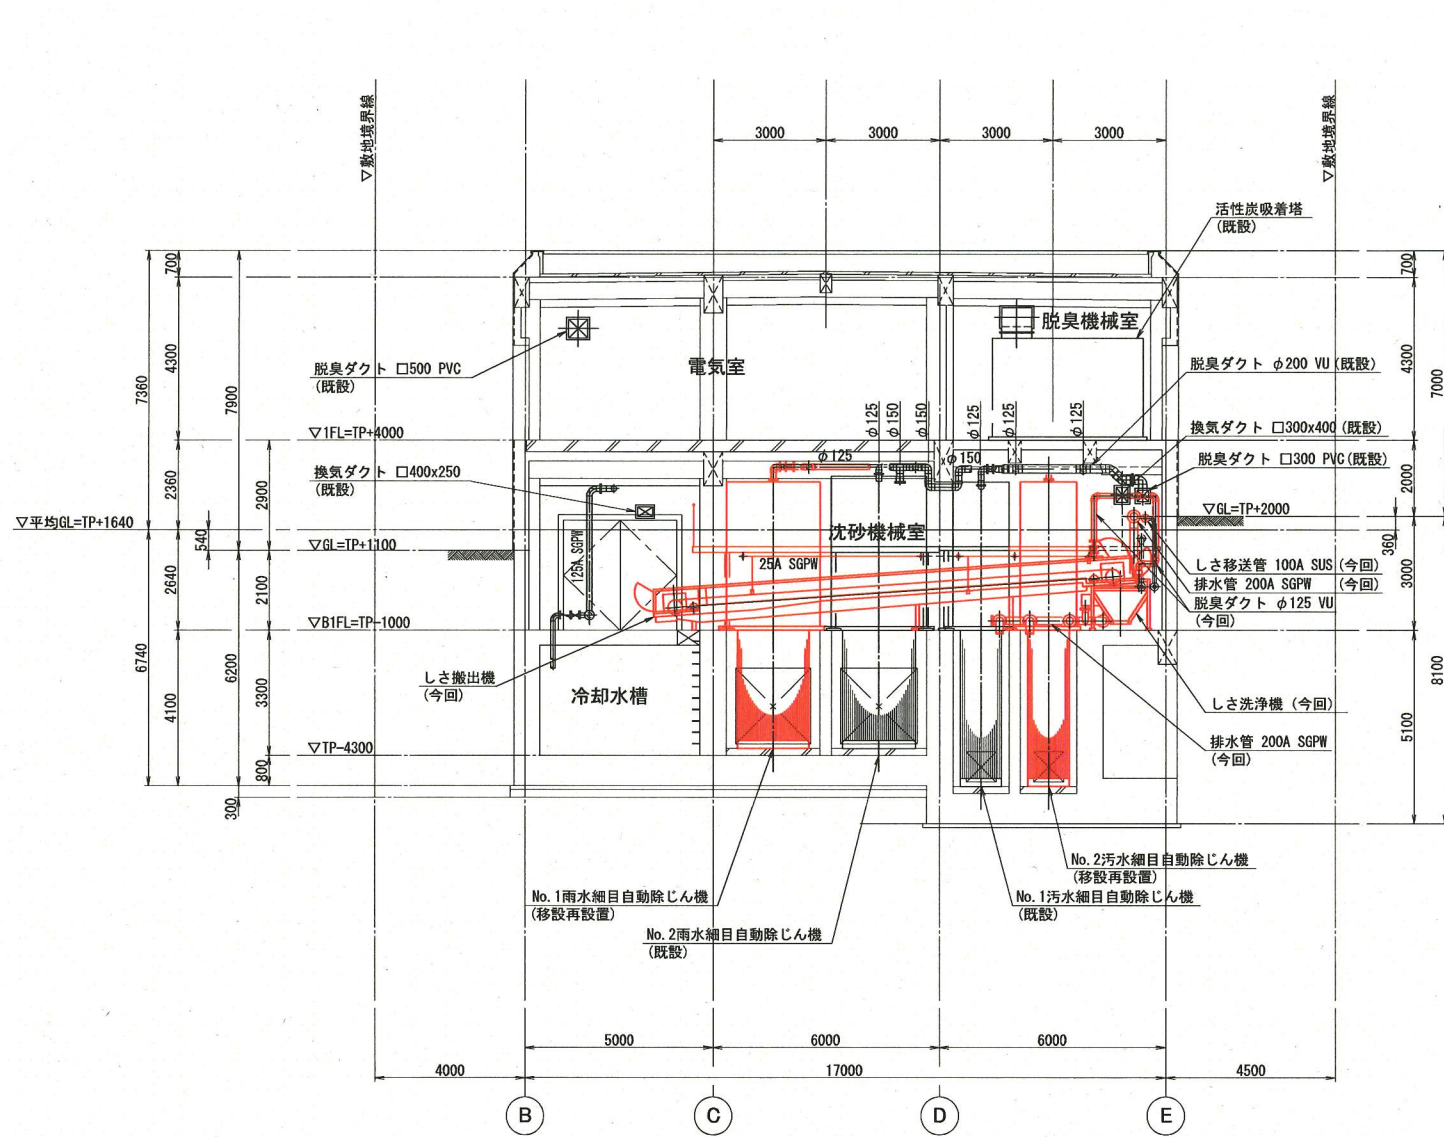 ▽敷地境界線
▽敷地境界線
3000
3000
3000
3000
活性炭吸着塔
(既設)
700
4300
7360
7900
2360
2900
540
2640
2100
6740
6200
4100
3300
800
300
700
4300
7000
2000
360
3000
8100
5100
脱臭機械室
電気室
脱臭ダクト □500 PVC
(既設)
脱臭ダクト φ200 VU(既設)
▽1FL=TP+4000
φ125
φ150
φ150
φ125
φ125
φ125
換気ダクト □300x400(既設)
φ125
φ150
脱臭ダクト □300 PVC(既設)
換気ダクト □400x250
(既設)
▽平均GL=TP+1640
▽GL=TP+2000
▽GL=TP+1100
沈砂機械室
125A SGPW
25A SGPW
しさ移送管 100A SUS(今回)
排水管 200A SGPW (今回)
脱臭ダクト φ125 VU
(今回)
▽B1FL=TP-1000
しさ搬出機
(今回)
冷却水槽
しさ洗浄機 (今回)
排水管 200A SGPW
(今回)
▽TP-4300
No.2汚水細目自動除じん機
(移設再設置)
No.1雨水細目自動除じん機
(移設再設置)
No.1汚水細目自動除じん機
(既設)
No.2雨水細目自動除じん機
(既設)
5000
6000
6000
4000
17000
4500
B
C
D
E